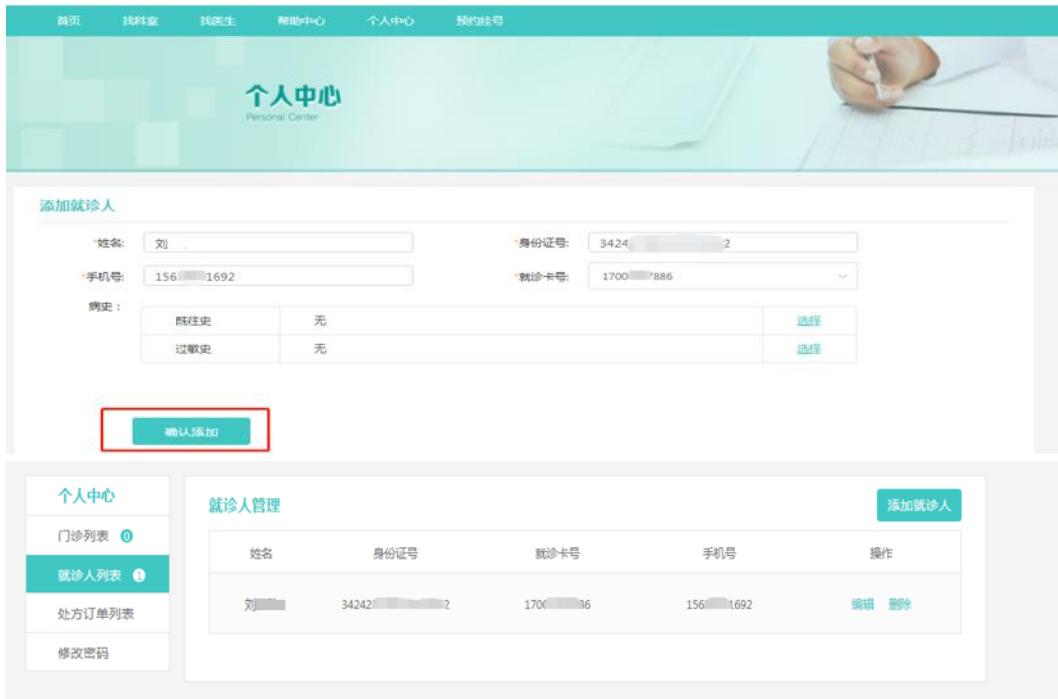 首页 找科室 找医生 帮助中心 个人中心 预约挂号
个人中心
Personal Center
添加就诊人
*姓名: 刘 *身份证号: 3424 2
*手机号: 156 1692 *就诊卡号: 1700 7886
病史：
既往史 无 选择
过敏史 无 选择
确认添加
个人中心
就诊人管理 添加就诊人
门诊列表 0
姓名 身份证号 就诊卡号 手机号 操作
就诊人列表 1
刘 34242 2 170 86 156 1692 编辑 删除
处方订单列表
修改密码